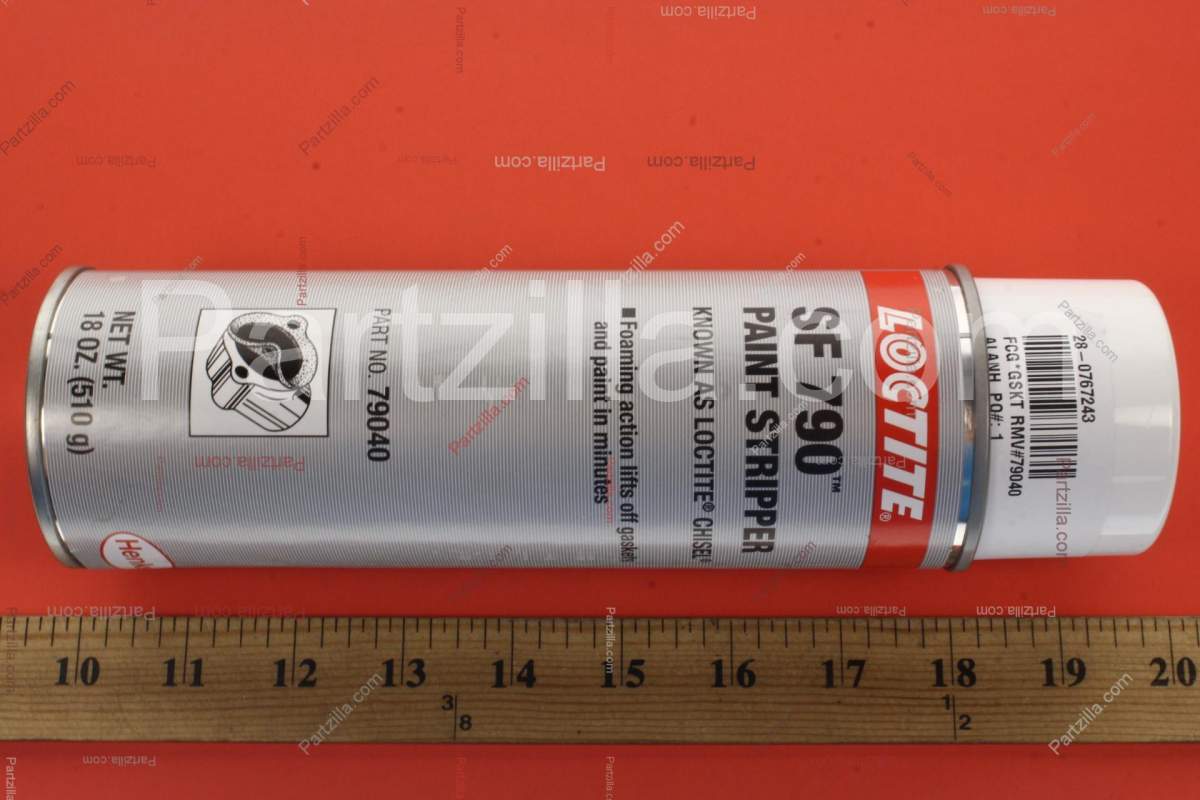 LOCTITE®
SF 790™
PAINT STRIPPER
KNOWN AS LOCTITE® CHISEL®
■ Foaming action lifts off gaskets
and paint in minutes
PART NO. 79040
NET WT.
18 OZ. (510 g)
Henkel
28-0767243
FCG*GSKT RMV#79040
ALANH PO#: 1
Partzilla.com
10 11 12 13 14 15 16 17 18 19 20
3/8 1/2